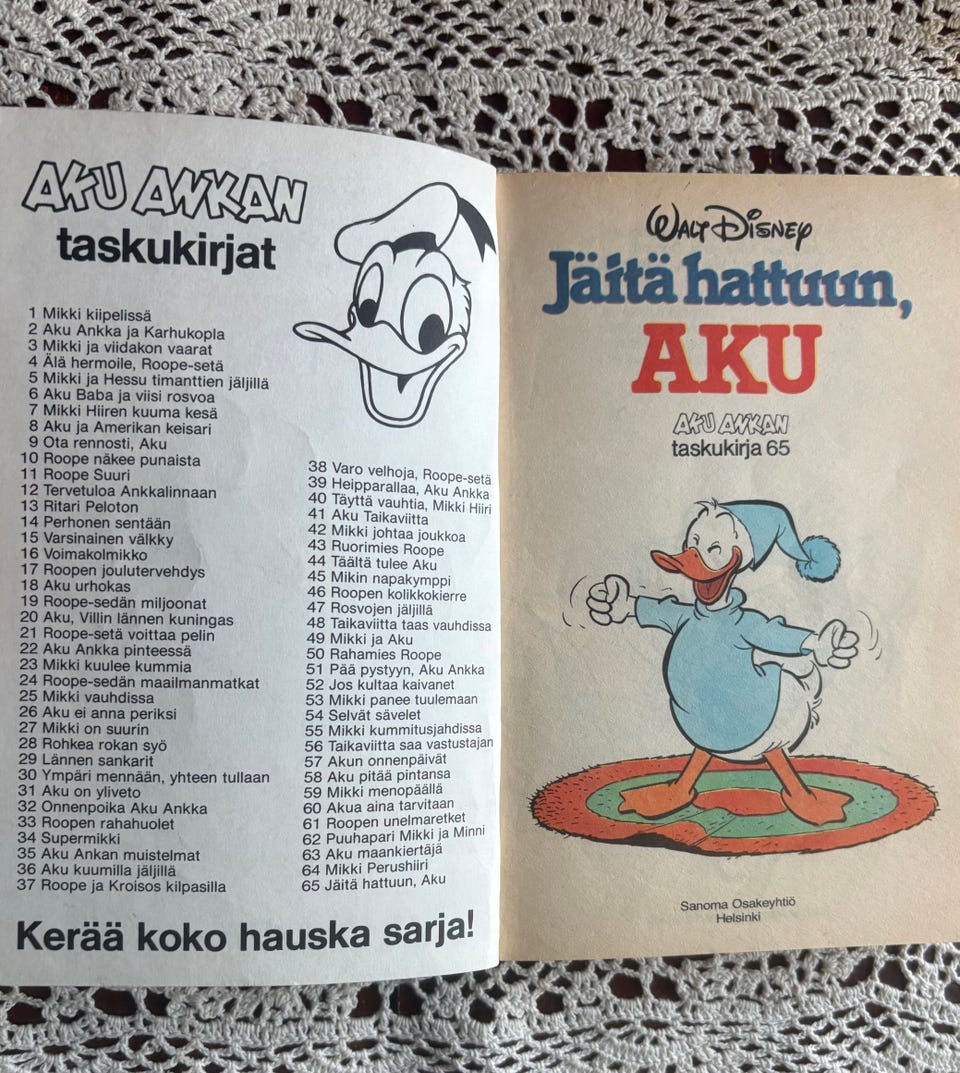 AKU ANKAN
taskukirjat
1 Mikki kiipelissä
2 Aku Ankka ja Karhukopla
3 Mikki ja viidakon vaarat
4 Älä hermoile, Roope-setä
5 Mikki ja Hessu timanttien jäljillä
6 Aku Baba ja viisi rosvoa
7 Mikki Hiiren kuuma kesä
8 Aku ja Amerikan keisari
9 Ota rennosti, Aku
10 Roope näkee punaista
11 Roope Suuri
12 Tervetuloa Ankkalinnaan
13 Ritari Peloton
14 Perhonen sentään
15 Varsinainen välkky
16 Voimakolmikko
17 Roopen joulutervehdys
18 Aku urhokas
19 Roope-sedän miljoonat
20 Aku, Villin lännen kuningas
21 Roope-setä voittaa pelin
22 Aku Ankka pinteessä
23 Mikki kuulee kummia
24 Roope-sedän maailmanmatkat
25 Mikki vauhdissa
26 Aku ei anna periksi
27 Mikki on suurin
28 Rohkea rokan syö
29 Lännen sankarit
30 Ympäri mennään, yhteen tullaan
31 Aku on yliveto
32 Onnenpoika Aku Ankka
33 Roopen rahahuolet
34 Supermikki
35 Aku Ankan muistelmat
36 Aku kuumilla jäljillä
37 Roope ja Kroisos kilpasilla
38 Varo velhoja, Roope-setä
39 Heipparallaa, Aku Ankka
40 Täyttä vauhtia, Mikki Hiiri
41 Aku Taikaviitta
42 Mikki johtaa joukkoa
43 Ruorimies Roope
44 Täältä tulee Aku
45 Mikin napakymppi
46 Roopen kolikkokierre
47 Rosvojen jäljillä
48 Taikaviitta taas vauhdissa
49 Mikki ja Aku
50 Rahamies Roope
51 Pää pystyyn, Aku Ankka
52 Jos kultaa kaivanet
53 Mikki panee tuulemaan
54 Selvät sävelet
55 Mikki kummitusjahdissa
56 Taikaviitta saa vastustajan
57 Akun onnenpäivät
58 Aku pitää pintansa
59 Mikki menopäällä
60 Akua aina tarvitaan
61 Roopen unelmaretket
62 Puuhapari Mikki ja Minni
63 Aku maankiertäjä
64 Mikki Perushiiri
65 Jäitä hattuun, Aku
Kerää koko hauska sarja!
WALT DISNEY
Jäitä hattuun,
AKU
AKU ANKAN
taskukirja 65
Sanoma Osakeyhtiö
Helsinki